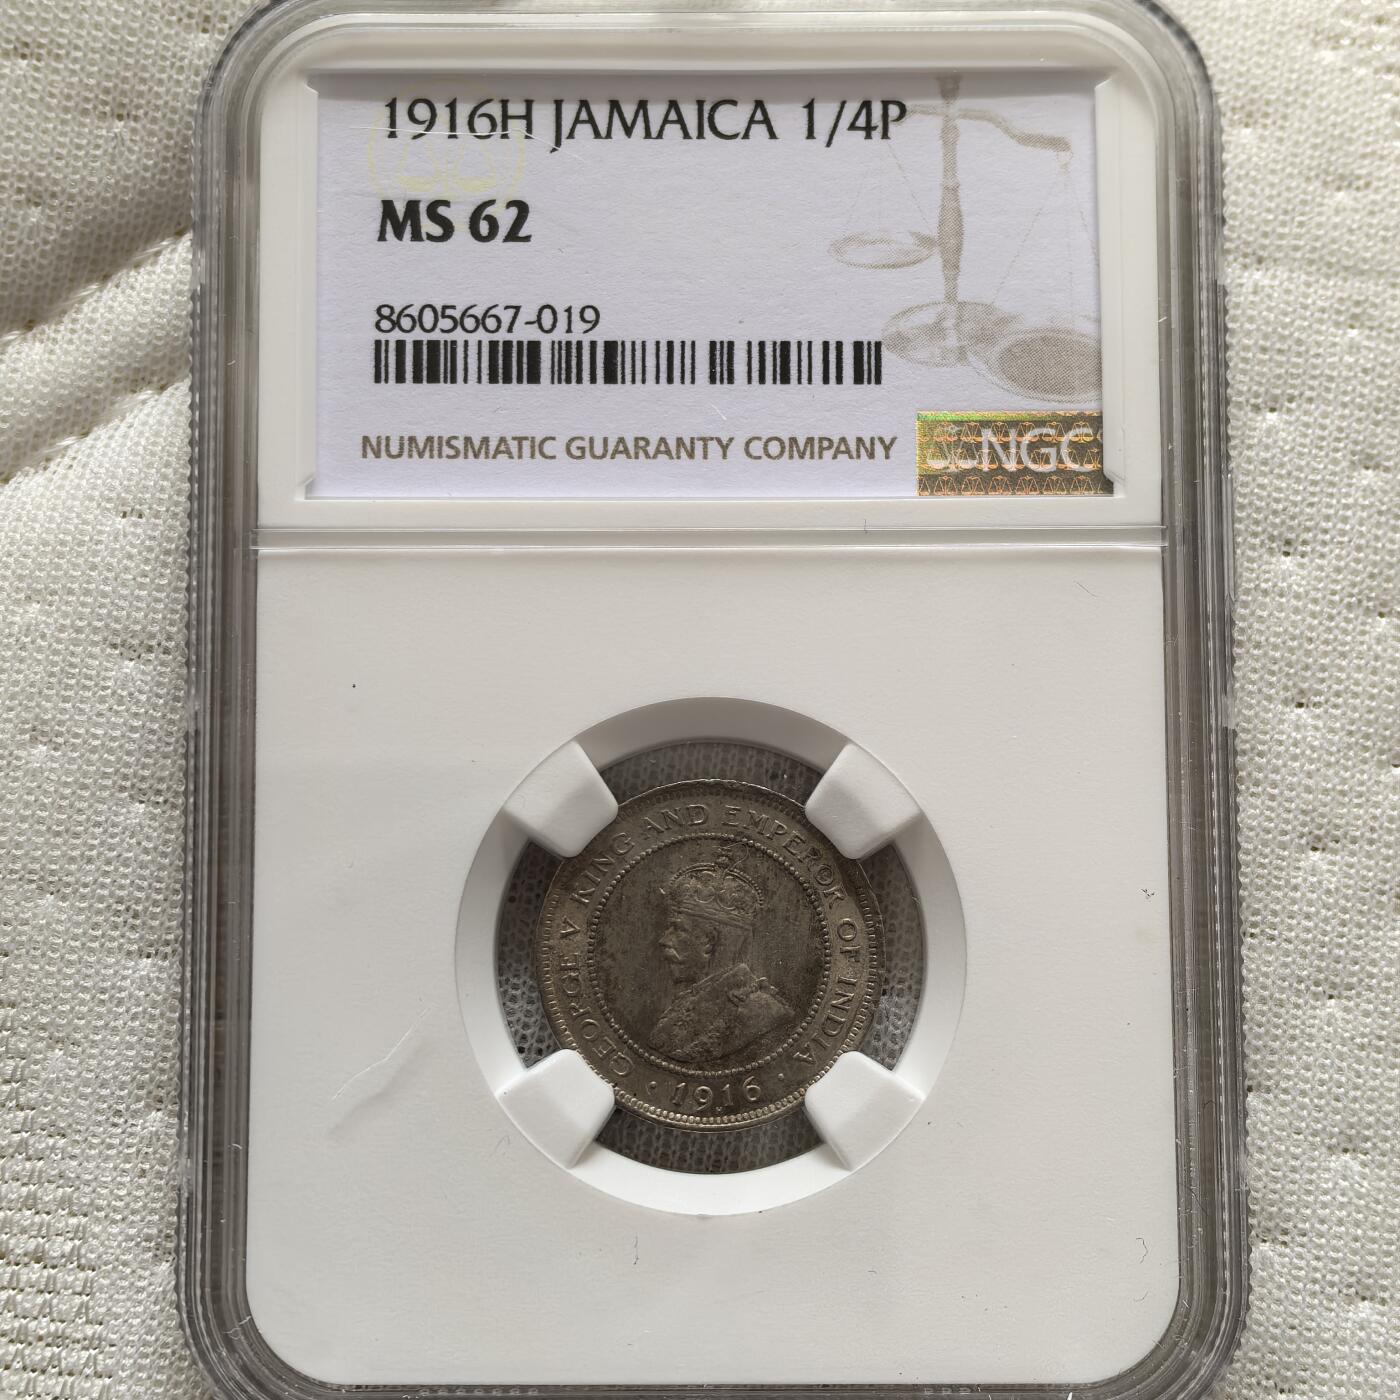 1916H JAMAICA 1/4P
MS 62
8605667-019
NUMISMATIC GUARANTY COMPANY
NGC
GEORGE V KING AND EMPEROR OF INDIA
· 1916 ·